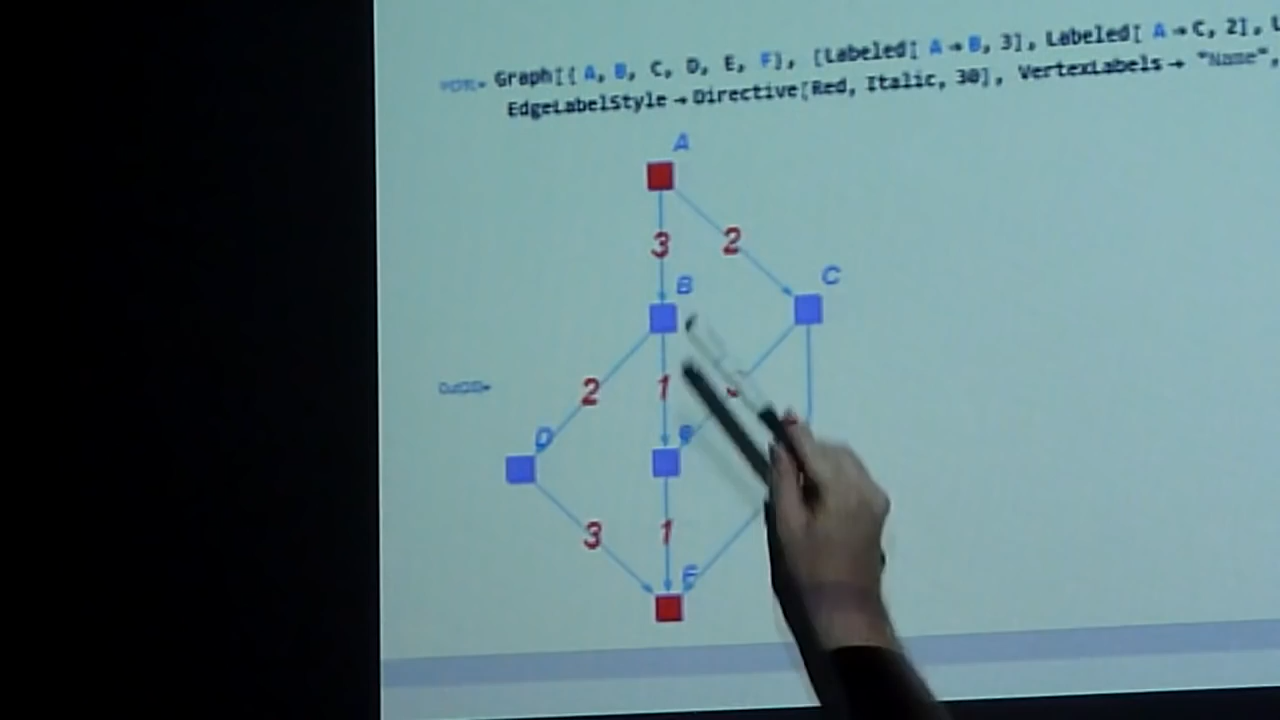 Graph[{ A, B, C, D, E, F}, {Labeled[ A → B, 3], Labeled[ A → C, 2],
EdgeLabelStyle → Directive[Red, Italic, 30], VertexLabels → "Name",
A
3 2
B C
2 1
D
3 1
F